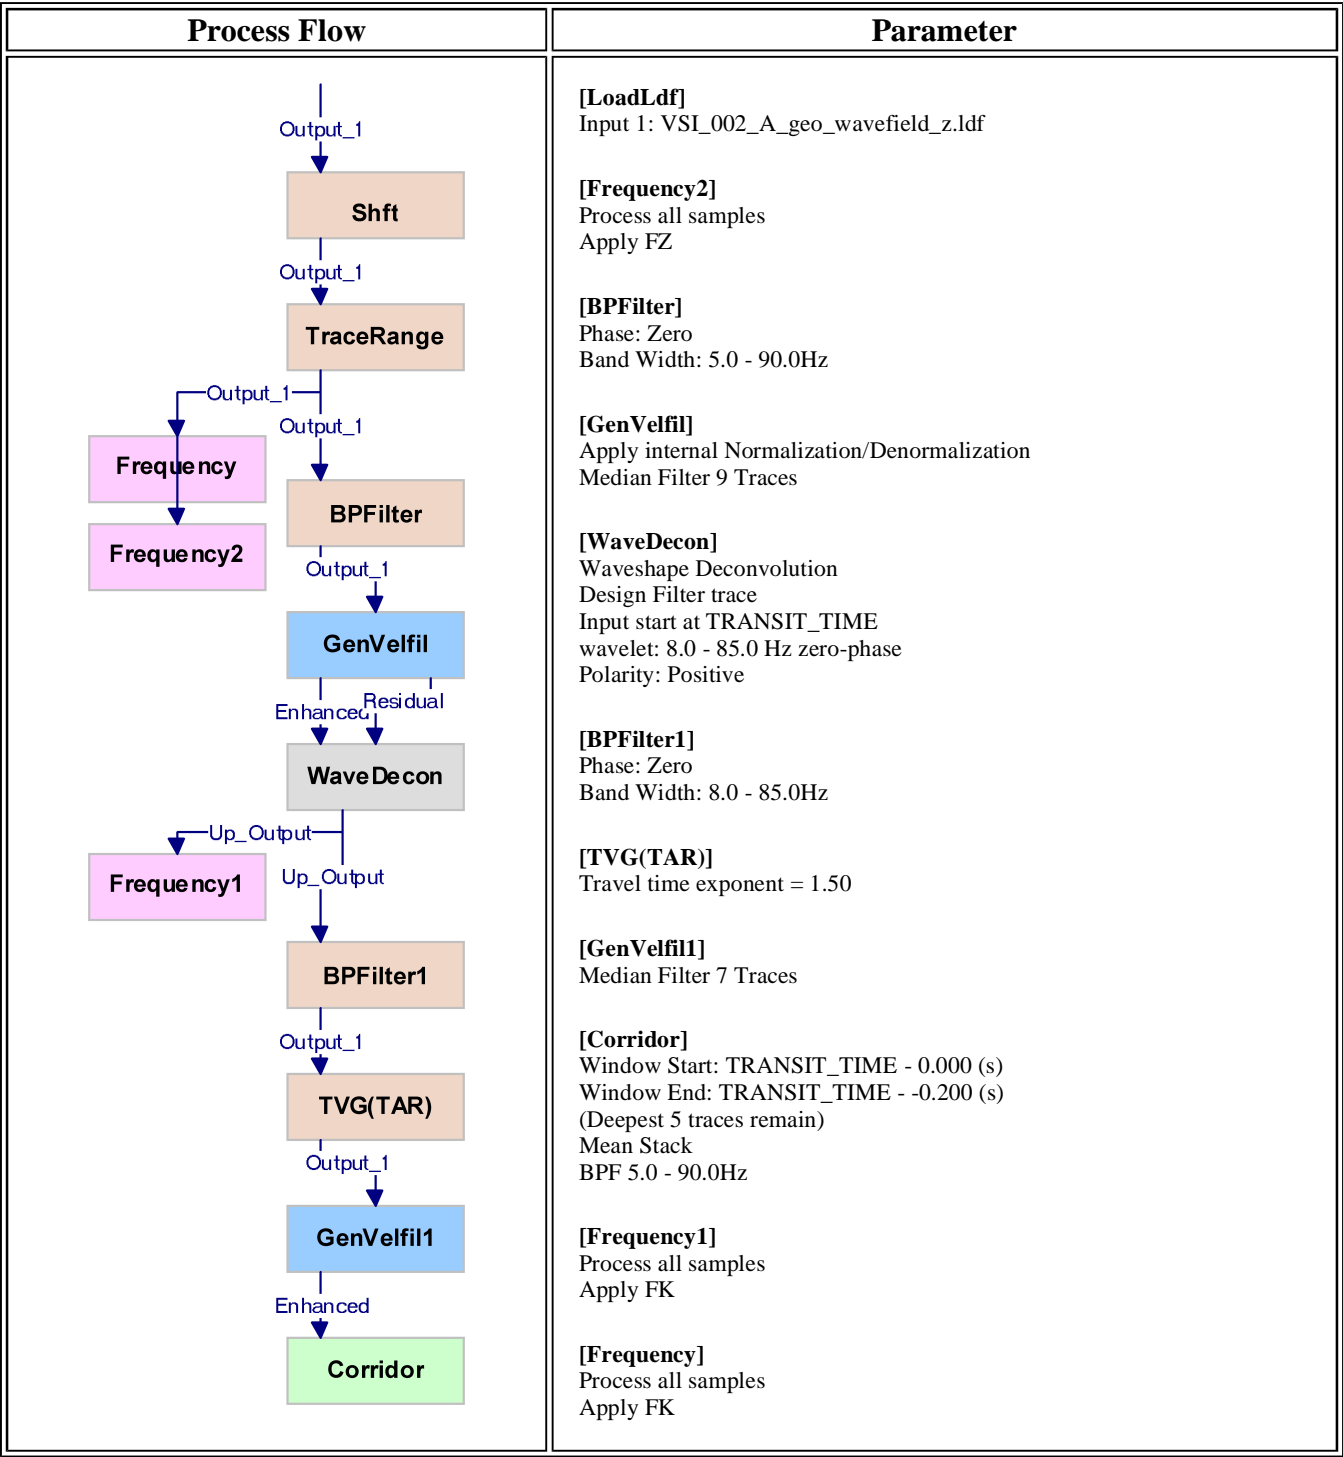 Process Flow
Parameter
Output_1
Shft
Output_1
TraceRange
Output_1
Output_1
Frequency
BPFilter
Frequency2
Output_1
GenVelfil
Enhanced
Residual
WaveDecon
Up_Output
Frequency1
Up_Output
BPFilter1
Output_1
TVG(TAR)
Output_1
GenVelfil1
Enhanced
Corridor
[LoadLdf]
Input 1: VSI_002_A_geo_wavefield_z.ldf
[Frequency2]
Process all samples
Apply FZ
[BPFilter]
Phase: Zero
Band Width: 5.0 - 90.0Hz
[GenVelfil]
Apply internal Normalization/Denormalization
Median Filter 9 Traces
[WaveDecon]
Waveshape Deconvolution
Design Filter trace
Input start at TRANSIT_TIME
wavelet: 8.0 - 85.0 Hz zero-phase
Polarity: Positive
[BPFilter1]
Phase: Zero
Band Width: 8.0 - 85.0Hz
[TVG(TAR)]
Travel time exponent = 1.50
[GenVelfil1]
Median Filter 7 Traces
[Corridor]
Window Start: TRANSIT_TIME - 0.000 (s)
Window End: TRANSIT_TIME - -0.200 (s)
(Deepest 5 traces remain)
Mean Stack
BPF 5.0 - 90.0Hz
[Frequency1]
Process all samples
Apply FK
[Frequency]
Process all samples
Apply FK